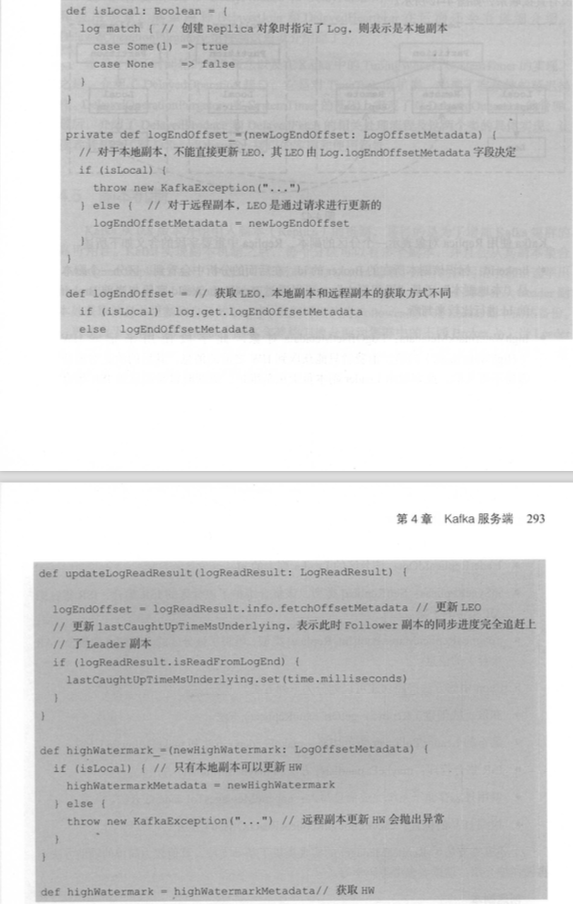 def isLocal: Boolean = {
log match { // 创建 Replica 对象时指定了 Log，则表示是本地副本
case Some(l) => true
case None => false
}
}
private def logEndOffset_=(newLogEndOffset: LogOffsetMetadata) {
// 对于本地副本，不能直接更新 LEO，其 LEO 由 Log.logEndOffsetMetadata 字段决定
if (isLocal) {
throw new KafkaException("...")
} else { // 对于远程副本，LEO 是通过请求进行更新的
logEndOffsetMetadata = newLogEndOffset
}
}
def logEndOffset = // 获取 LEO，本地副本和远程副本的获取方式不同
if (isLocal) log.get.logEndOffsetMetadata
else logEndOffsetMetadata
第 4 章 Kafka 服务端 293
def updateLogReadResult(logReadResult: LogReadResult) {
logEndOffset = logReadResult.info.fetchOffsetMetadata // 更新 LEO
// 更新 lastCaughtUpTimeMsUnderlying，表示此时 Follower 副本的同步进度完全追赶上
// 了 Leader 副本
if (logReadResult.isReadFromLogEnd) {
lastCaughtUpTimeMsUnderlying.set(time.milliseconds)
}
}
def highWatermark_=(newHighWatermark: LogOffsetMetadata) {
if (isLocal) { // 只有本地副本可以更新 HW
highWatermarkMetadata = newHighWatermark
} else {
throw new KafkaException("...") // 远程副本更新 HW 会抛出异常
}
}
def highWatermark = highWatermarkMetadata// 获取 HW